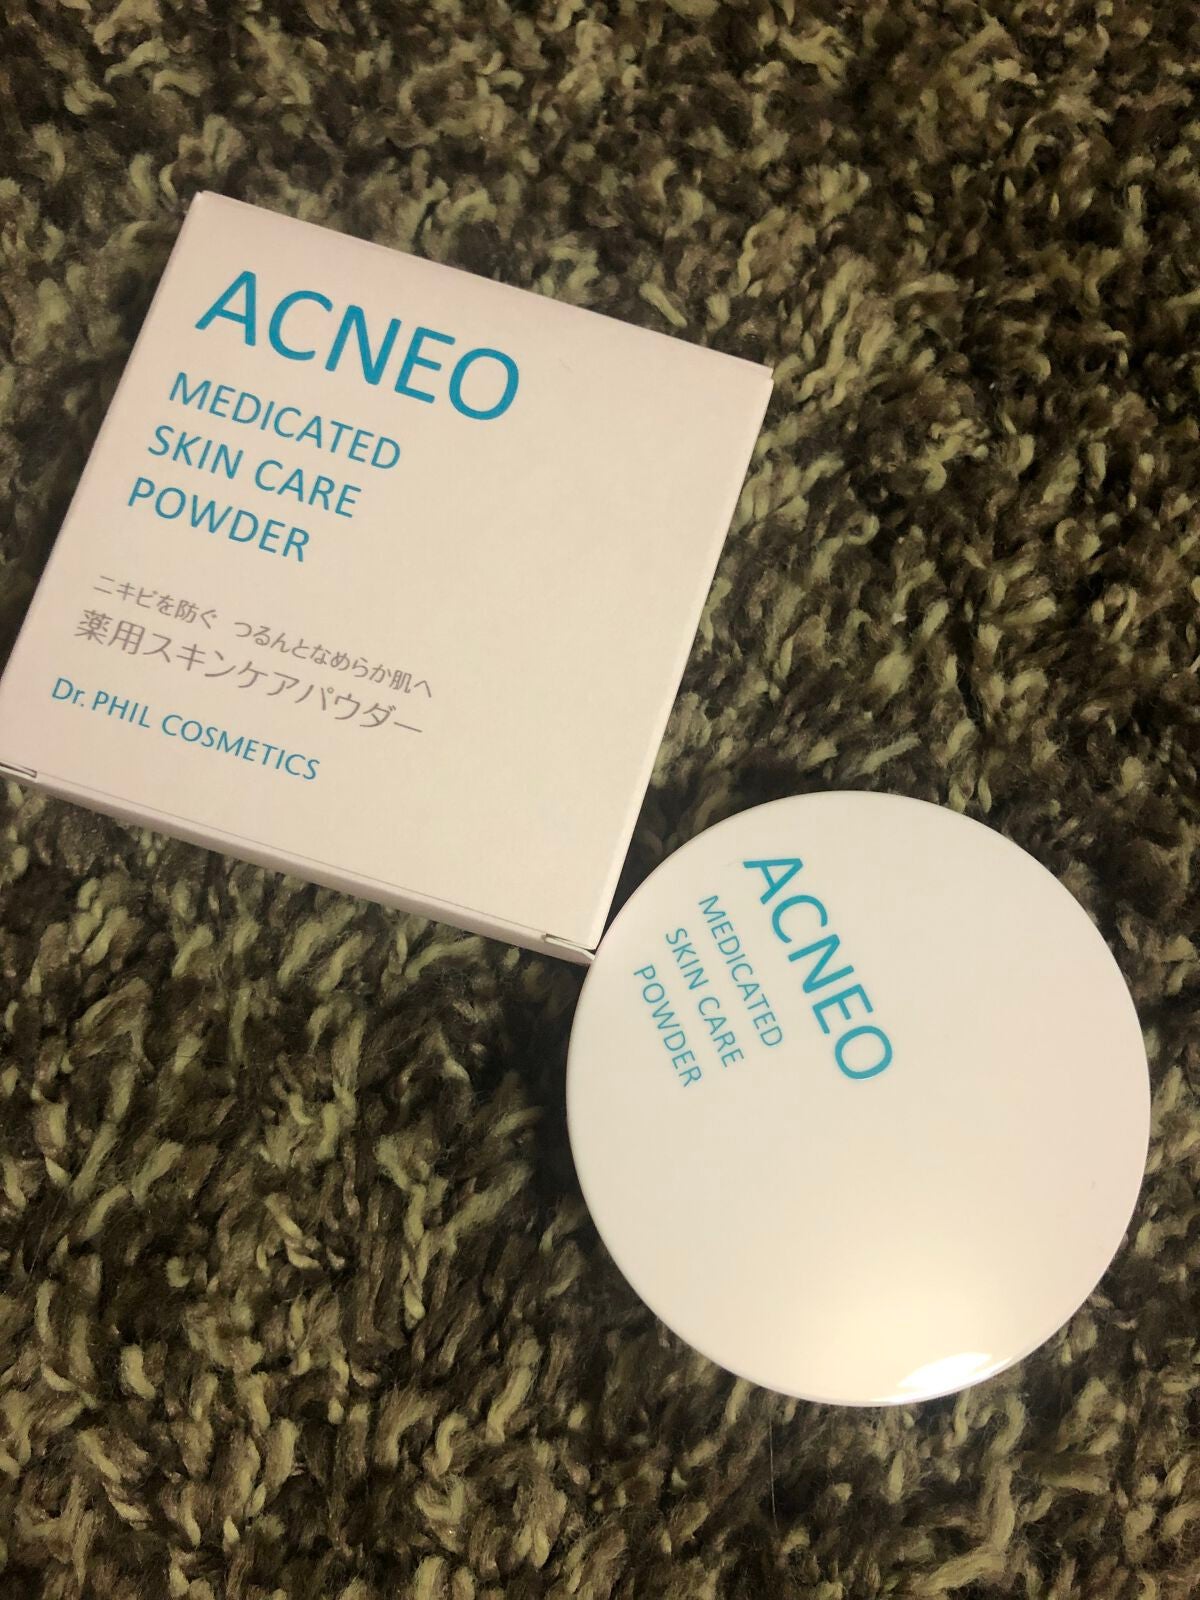 ACNEO
MEDICATED
SKIN CARE
POWDER
ニキビを防ぐ つるんとなめらか肌へ
薬用スキンケアパウダー
Dr. PHIL COSMETICS
ACNEO
MEDICATED
SKIN CARE
POWDER